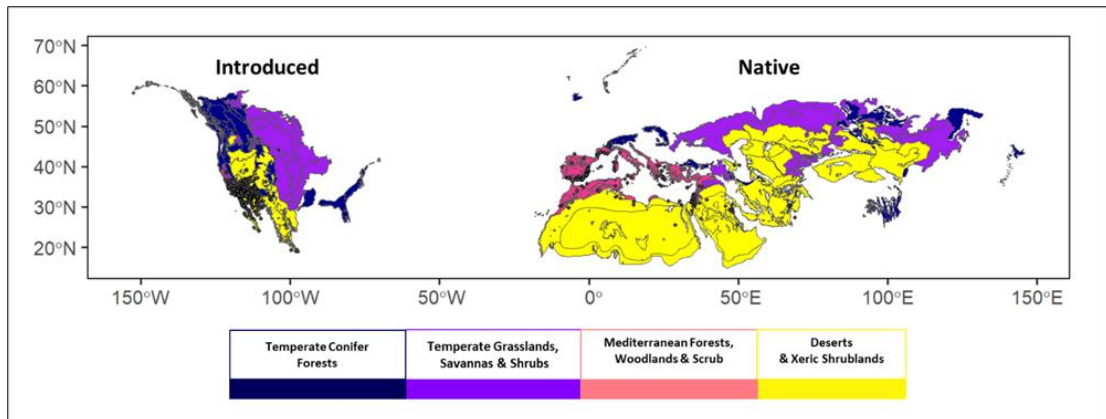 70°N
Introduced
Native
60°N
50°N
40°N
30°N
20°N
150°W 100°W 50°W 0° 50°E 100°E 150°E
Temperate Conifer
Forests
Temperate Grasslands,
Savannas & Shrubs
Mediterranean Forests,
Woodlands & Scrub
Deserts
& Xeric Shrublands